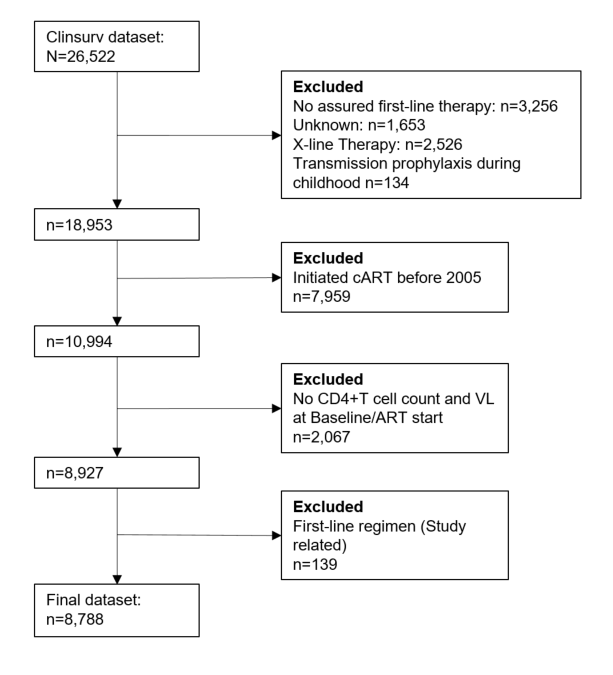 Clinsurv dataset:
N=26,522
Excluded
No assured first-line therapy: n=3,256
Unknown: n=1,653
X-line Therapy: n=2,526
Transmission prophylaxis during
childhood n=134
n=18,953
Excluded
Initiated cART before 2005
n=7,959
n=10,994
Excluded
No CD4+T cell count and VL
at Baseline/ART start
n=2,067
n=8,927
Excluded
First-line regimen (Study
related)
n=139
Final dataset:
n=8,788